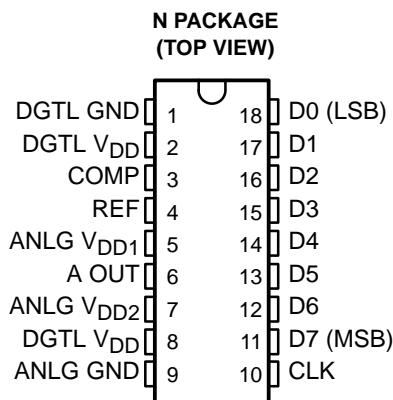 N PACKAGE
(TOP VIEW)
DGTL GND 1 18 D0 (LSB)
DGTL VDD 2 17 D1
COMP 3 16 D2
REF 4 15 D3
ANLG VDD1 5 14 D4
A OUT 6 13 D5
ANLG VDD2 7 12 D6
DGTL VDD 8 11 D7 (MSB)
ANLG GND 9 10 CLK